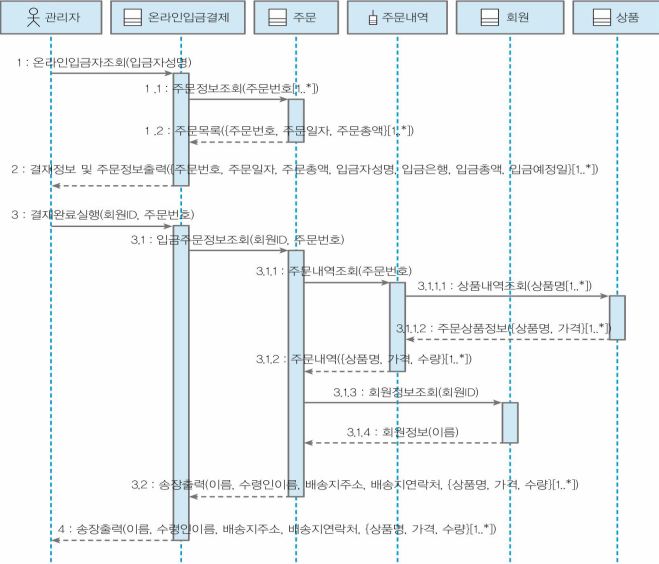 관리자
온라인입금결제
주문
주문내역
회원
상품
1 : 온라인입금자조회(입금자성명)
1.1 : 주문정보조회(주문번호[1..*])
1.2 : 주문목록({주문번호, 주문일자, 주문총액}[1..*])
2 : 결재정보 및 주문정보출력({주문번호, 주문일자, 주문총액, 입금자성명, 입금은행, 입금총액, 입금예정일}[1..*])
3 : 결재완료실행(회원ID, 주문번호)
3.1 : 입금주문정보조회(회원ID, 주문번호)
3.1.1 : 주문내역조회(주문번호)
3.1.1.1 : 상품내역조회(상품명[1..*])
3.1.1.2 : 주문상품정보({상품명, 가격}[1..*])
3.1.2 : 주문내역({상품명, 가격, 수량}[1..*])
3.1.3 : 회원정보조회(회원ID)
3.1.4 : 회원정보(이름)
3.2 : 송장출력(이름, 수령인이름, 배송지주소, 배송지연락처, {상품명, 가격, 수량}[1..*])
4 : 송장출력(이름, 수령인이름, 배송지주소, 배송지연락처, {상품명, 가격, 수량}[1..*])